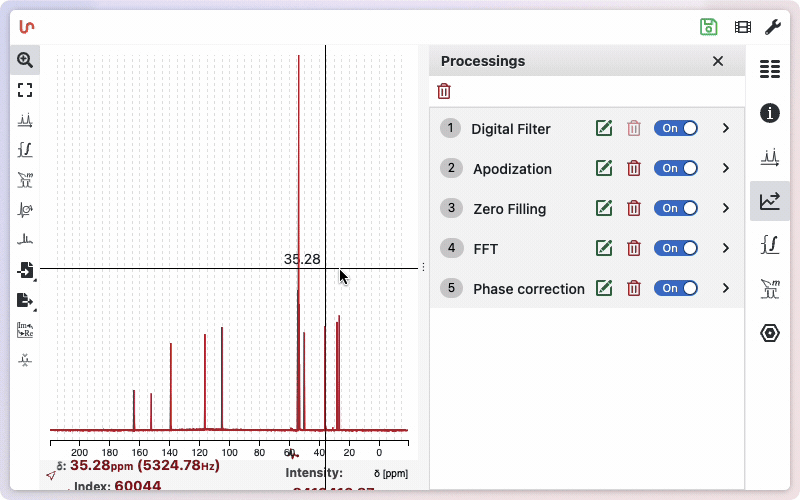 Processings
1 Digital Filter On
2 Apodization On
3 Zero Filling On
4 FFT On
5 Phase correction On
35.28
200 180 160 140 120 100 80 60 40 20 0
δ: 35.28ppm (5324.78Hz)
Intensity:
δ [ppm]
Index: 60044